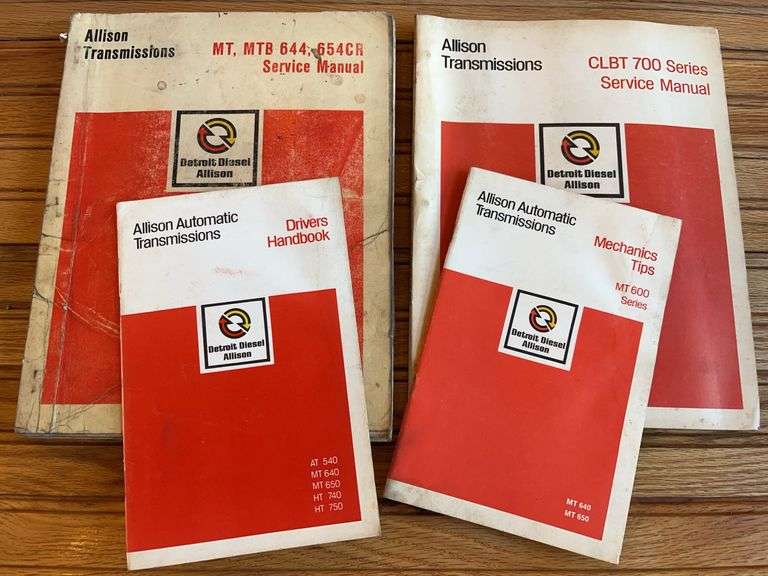 Allison
Transmissions
MT, MTB 644, 654CR
Service Manual
Detroit Diesel
Allison
Allison
Transmissions
CLBT 700 Series
Service Manual
Detroit Diesel
Allison
Allison Automatic
Transmissions
Drivers
Handbook
Detroit Diesel
Allison
AT 540
MT 640
MT 650
HT 740
HT 750
Allison Automatic
Transmissions
Mechanics
Tips
MT 600
Series
Detroit Diesel
Allison
MT 640
MT 650